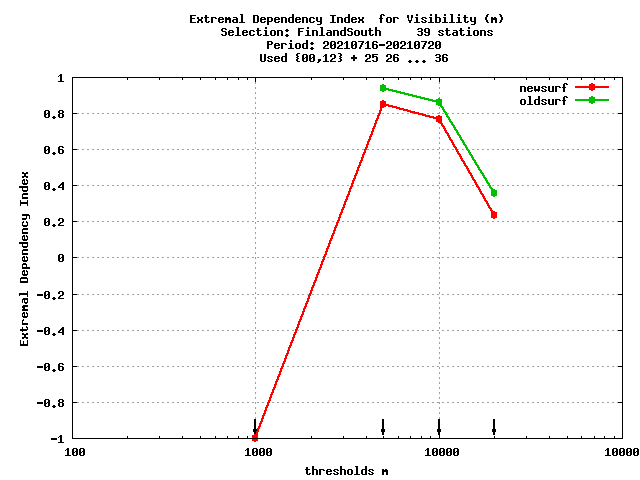 Extremal Dependency Index  for Visibility (m)
Selection: FinlandSouth     39 stations
Period: 20210716-20210720
Used {00,12} + 25 26 ... 36
newsurf
oldsurf
1
0.8
0.6
0.4
0.2
0
-0.2
-0.4
-0.6
-0.8
-1
Extremal Dependency Index
100
1000
10000
10000
thresholds m